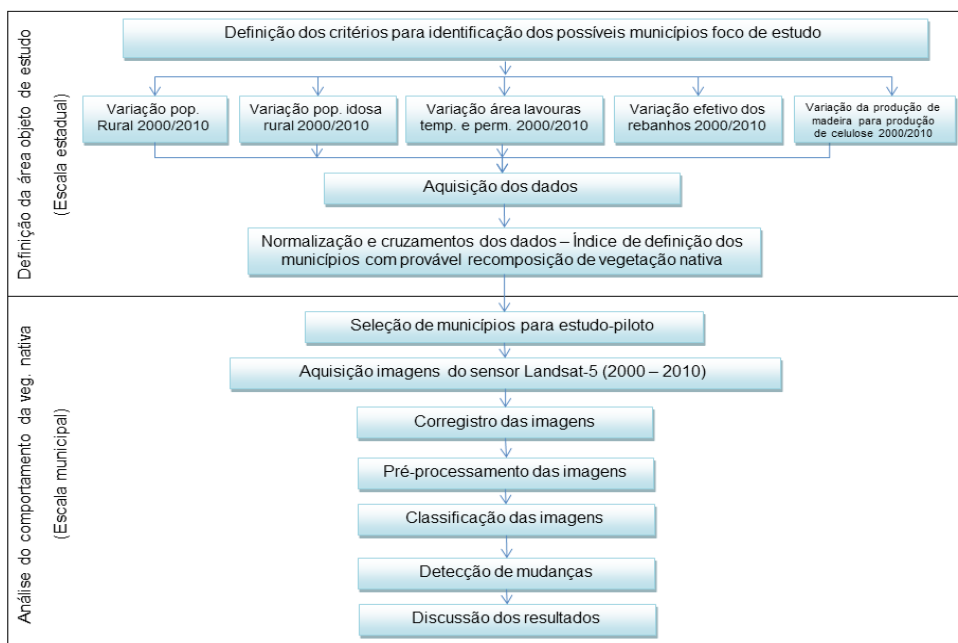 Definição da área objeto de estudo
(Escala estadual)
Definição dos critérios para identificação dos possíveis municípios foco de estudo
Variação pop.
Rural 2000/2010
Variação pop. idosa
rural 2000/2010
Variação área lavouras
temp. e perm. 2000/2010
Variação efetivo dos
rebanhos 2000/2010
Variação da produção de
madeira para produção
de celulose 2000/2010
Aquisição dos dados
Normalização e cruzamentos dos dados – Índice de definição dos
municípios com provável recomposição de vegetação nativa
Análise do comportamento da veg. nativa
(Escala municipal)
Seleção de municípios para estudo-piloto
Aquisição imagens do sensor Landsat-5 (2000 – 2010)
Corregistro das imagens
Pré-processamento das imagens
Classificação das imagens
Detecção de mudanças
Discussão dos resultados